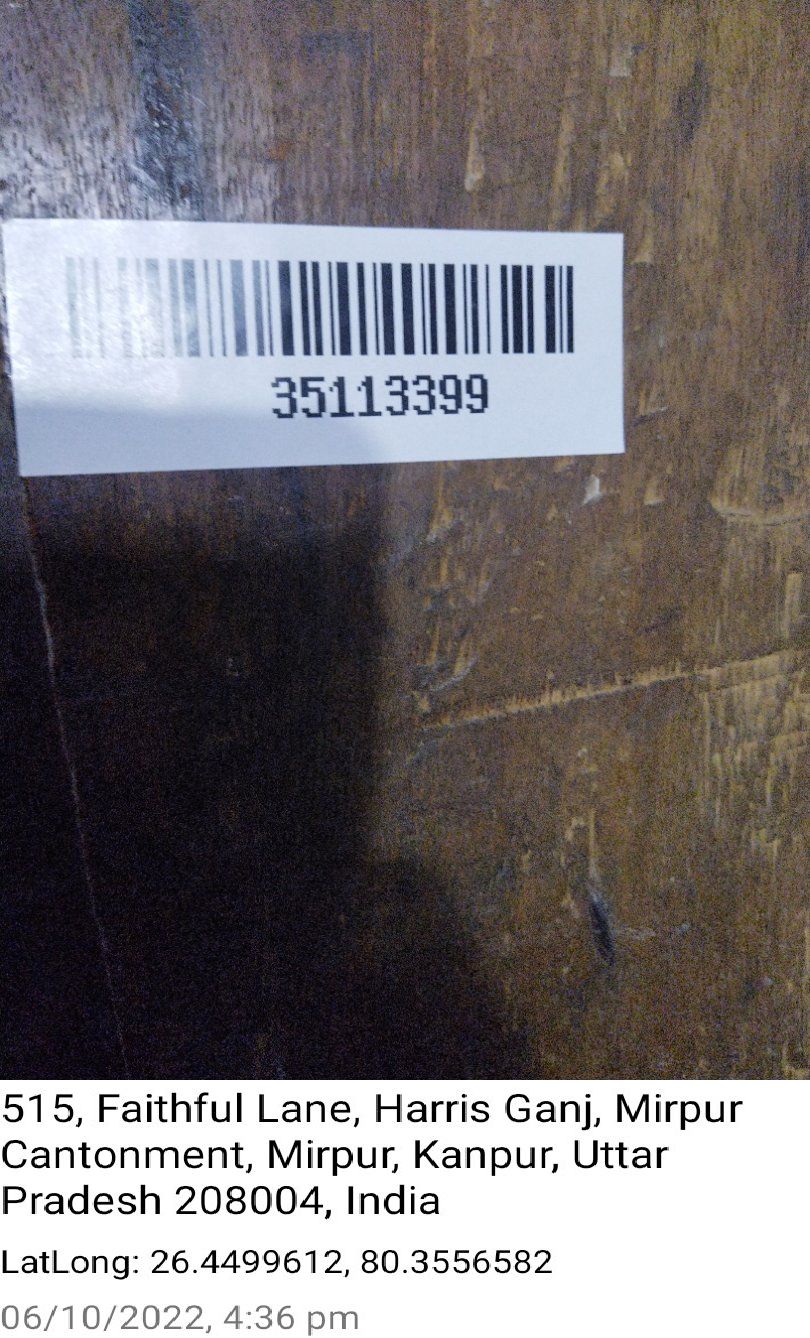 35113399
515, Faithful Lane, Harris Ganj, Mirpur
Cantonment, Mirpur, Kanpur, Uttar
Pradesh 208004, India
LatLong: 26.4499612, 80.3556582
06/10/2022, 4:36 pm